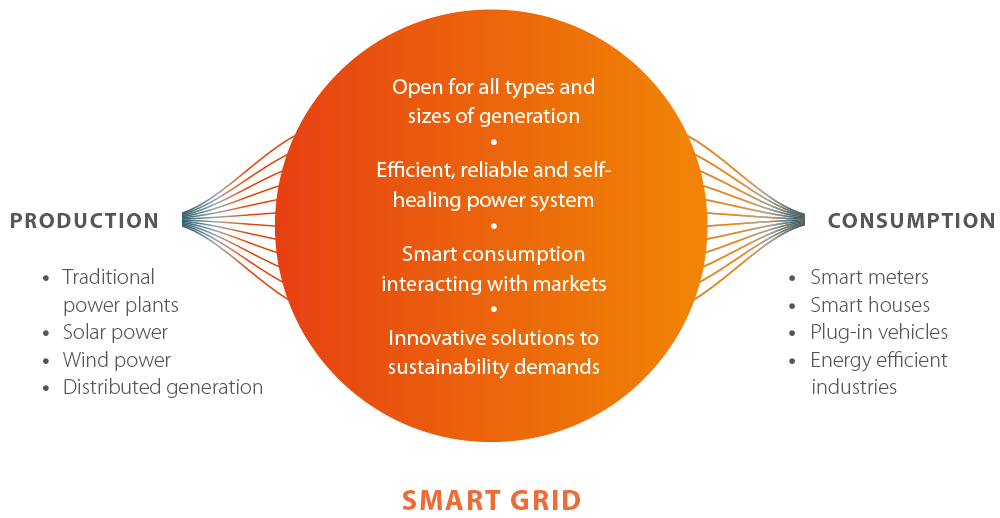 Open for all types and
sizes of generation
•
Efficient, reliable and self-
healing power system
•
Smart consumption
interacting with markets
•
Innovative solutions to
sustainability demands
PRODUCTION
• Traditional
power plants
• Solar power
• Wind power
• Distributed generation
CONSUMPTION
• Smart meters
• Smart houses
• Plug-in vehicles
• Energy efficient
industries
SMART GRID